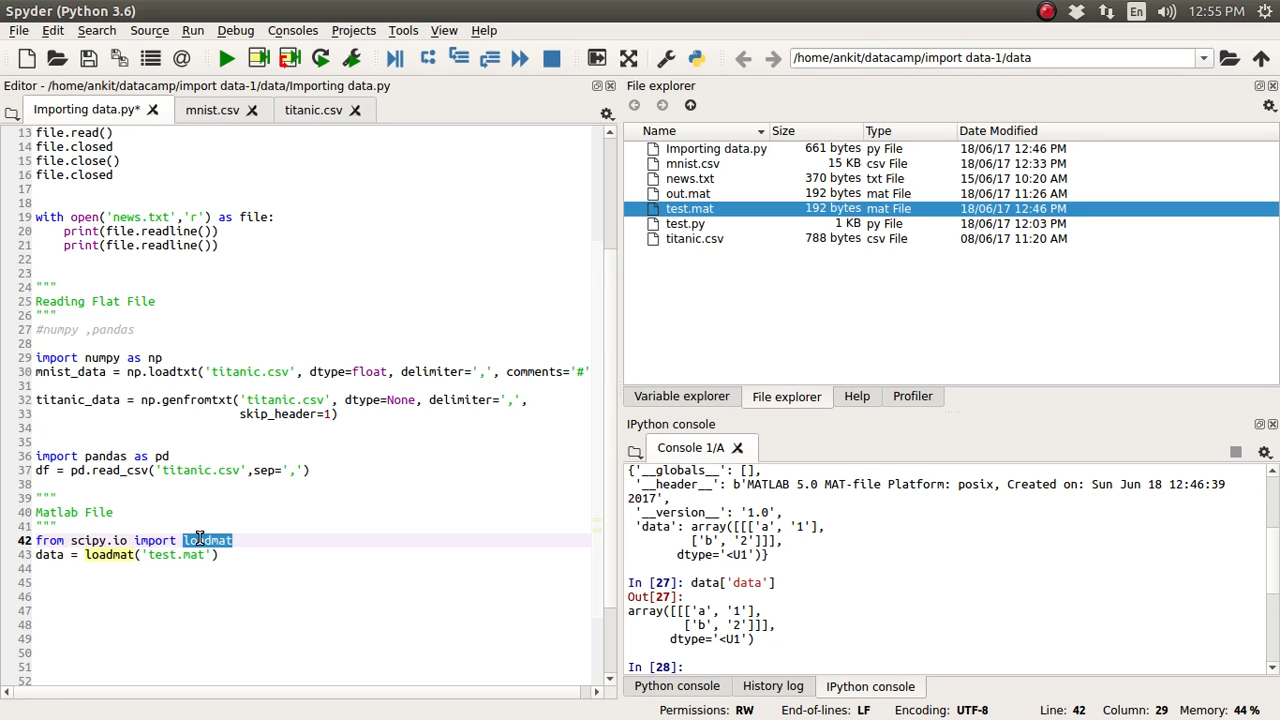 Spyder (Python 3.6)
En
12:55 PM
File Edit Search Source Run Debug Consoles Projects Tools View Help
/home/ankit/datacamp/import data-1/data
Editor - /home/ankit/datacamp/import data-1/data/Importing data.py
Importing data.py*
mnist.csv
titanic.csv
13 file.read()
14 file.closed
15 file.close()
16 file.closed
17
18
19 with open('news.txt','r') as file:
20 print(file.readline())
21 print(file.readline())
22
23
24 """
25 Reading Flat File
26 """
27 #numpy ,pandas
28
29 import numpy as np
30 mnist_data = np.loadtxt('titanic.csv', dtype=float, delimiter=',', comments='#'
31
32 titanic_data = np.genfromtxt('titanic.csv', dtype=None, delimiter=',',
33 skip_header=1)
34
35
36 import pandas as pd
37 df = pd.read_csv('titanic.csv',sep=',')
38
39 """
40 Matlab File
41 """
42 from scipy.io import loadmat
43 data = loadmat('test.mat')
44
45
46
47
48
49
50
51
52
File explorer
Name Size Type Date Modified
Importing data.py 661 bytes py File 18/06/17 12:46 PM
mnist.csv 15 KB csv File 18/06/17 12:33 PM
news.txt 370 bytes txt File 15/06/17 10:20 AM
out.mat 192 bytes mat File 18/06/17 11:26 AM
test.mat 192 bytes mat File 18/06/17 12:46 PM
test.py 1 KB py File 18/06/17 12:03 PM
titanic.csv 788 bytes csv File 08/06/17 11:20 AM
Variable explorer File explorer Help Profiler
IPython console
Console 1/A
{'__globals__': [],
'__header__': b'MATLAB 5.0 MAT-file Platform: posix, Created on: Sun Jun 18 12:46:39
2017',
'__version__': '1.0',
'data': array([[['a', '1'],
['b', '2']]],
dtype='<U1')}
In [27]: data['data']
Out[27]:
array([[['a', '1'],
['b', '2']]],
dtype='<U1')
In [28]:
Python console History log IPython console
Permissions: RW End-of-lines: LF Encoding: UTF-8 Line: 42 Column: 29 Memory: 44 %